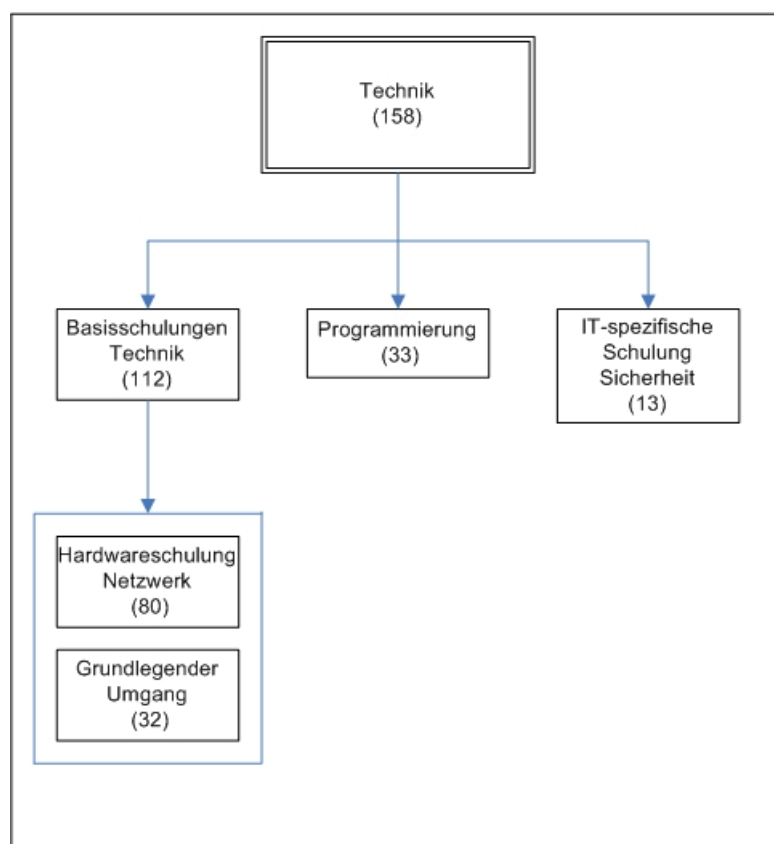 Technik
(158)
Basisschulungen
Technik
(112)
Programmierung
(33)
IT-spezifische
Schulung
Sicherheit
(13)
Hardwareschulung
Netzwerk
(80)
Grundlegender
Umgang
(32)